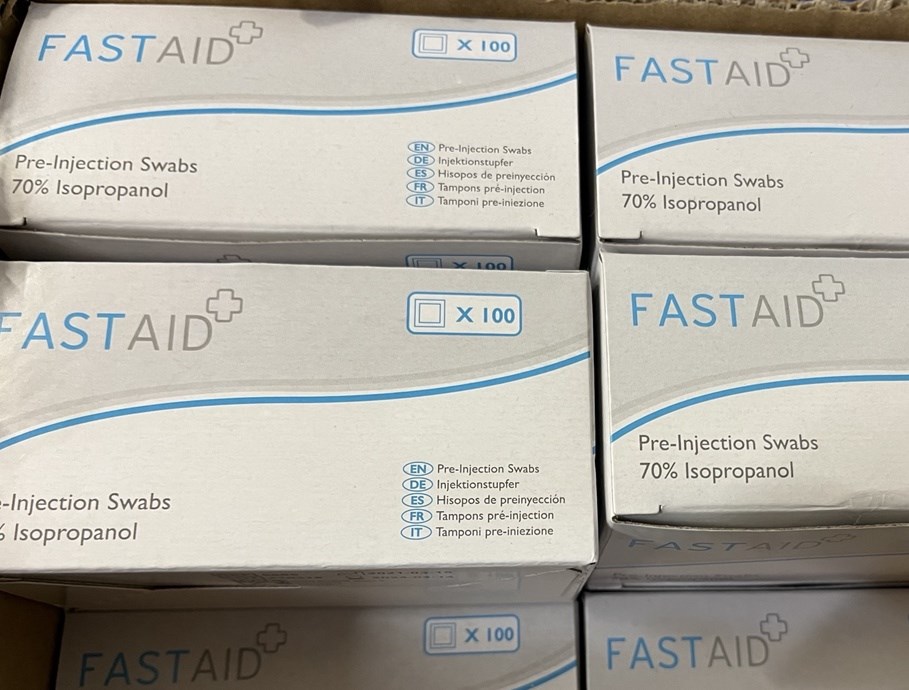 FASTAID
X 100
Pre-Injection Swabs
70% Isopropanol
EN Pre-Injection Swabs
DE Injektionstupfer
ES Hisopos de preinyección
FR Tampons pré-injection
IT Tamponi pre-iniezione
FASTAID
Pre-Injection Swabs
70% Isopropanol
X 100
FASTAID
X 100
-Injection Swabs
% Isopropanol
EN Pre-Injection Swabs
DE Injektionstupfer
ES Hisopos de preinyección
FR Tampons pré-injection
IT Tamponi pre-iniezione
FASTAID
Pre-Injection Swabs
70% Isopropanol
FASTAID
FASTAID
X 100
FASTAID